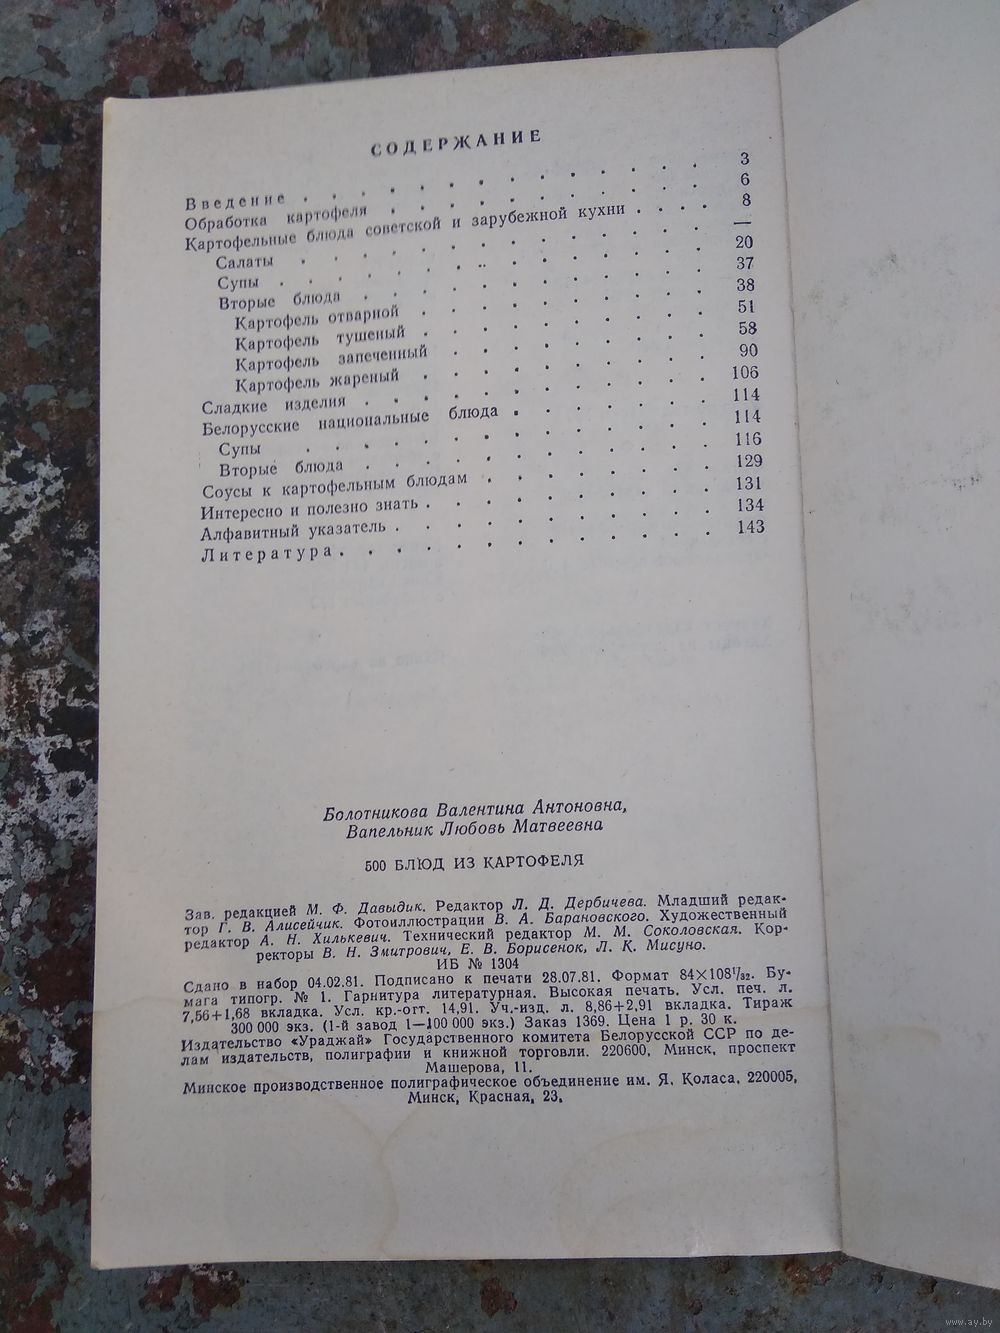 СОДЕРЖАНИЕ
Введение . . . . . . . . . . . . . . 3
Обработка картофеля . . . . . . . . . . . 6
Картофельные блюда советской и зарубежной кухни . . . . 8
Салаты . . . . . . . . . . . . . . —
Супы . . . . . . . . . . . . . . 20
Вторые блюда . . . . . . . . . . . . 37
Картофель отварной . . . . . . . . . . 38
Картофель тушеный . . . . . . . . . . 51
Картофель запеченный . . . . . . . . . 58
Картофель жареный . . . . . . . . . . 90
Сладкие изделия . . . . . . . . . . . . 106
Белорусские национальные блюда . . . . . . . 114
Супы . . . . . . . . . . . . . . 114
Вторые блюда . . . . . . . . . . . . 116
Соусы к картофельным блюдам . . . . . . . . 129
Интересно и полезно знать . . . . . . . . . . 131
Алфавитный указатель . . . . . . . . . . . 134
Литература . . . . . . . . . . . . . 143
Болотникова Валентина Антоновна,
Вапельник Любовь Матвеевна
500 БЛЮД ИЗ КАРТОФЕЛЯ
Зав. редакцией М. Ф. Давыдик. Редактор Л. Д. Дербичева. Младший редак-
тор Г. В. Алисейчик. Фотоиллюстрации В. А. Барановского. Художественный
редактор А. Н. Хилькевич. Технический редактор М. М. Соколовская. Кор-
ректоры В. Н. Змитрович, Е. В. Борисенок, Л. К. Мисуно.
ИБ № 1304
Сдано в набор 04.02.81. Подписано к печати 28.07.81. Формат 84×108¹/₃₂. Бу-
мага типогр. № 1. Гарнитура литературная. Высокая печать. Усл. печ. л.
7,56+1,68 вкладка. Усл. кр.-отт. 14,91. Уч.-изд. л. 8,86+2,91 вкладка. Тираж
300 000 экз. (1-й завод 1—100 000 экз.) Заказ 1369. Цена 1 р. 30 к.
Издательство «Ураджай» Государственного комитета Белорусской ССР по де-
лам издательств, полиграфии и книжной торговли. 220600, Минск, проспект
Машерова, 11.
Минское производственное полиграфическое объединение им. Я. Коласа. 220005,
Минск, Красная, 23.
www.ay.by